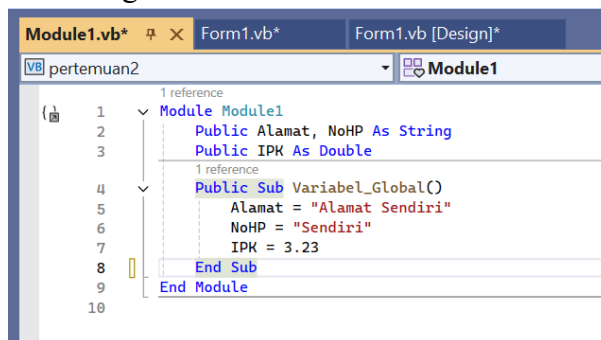 Module1.vb*
Form1.vb*
Form1.vb [Design]*
VB pertemuan2
Module1
1 reference
1 Module Module1
2 Public Alamat, NoHP As String
3 Public IPK As Double
1 reference
4 Public Sub Variabel_Global()
5 Alamat = "Alamat Sendiri"
6 NoHP = "Sendiri"
7 IPK = 3.23
8 End Sub
9 End Module
10